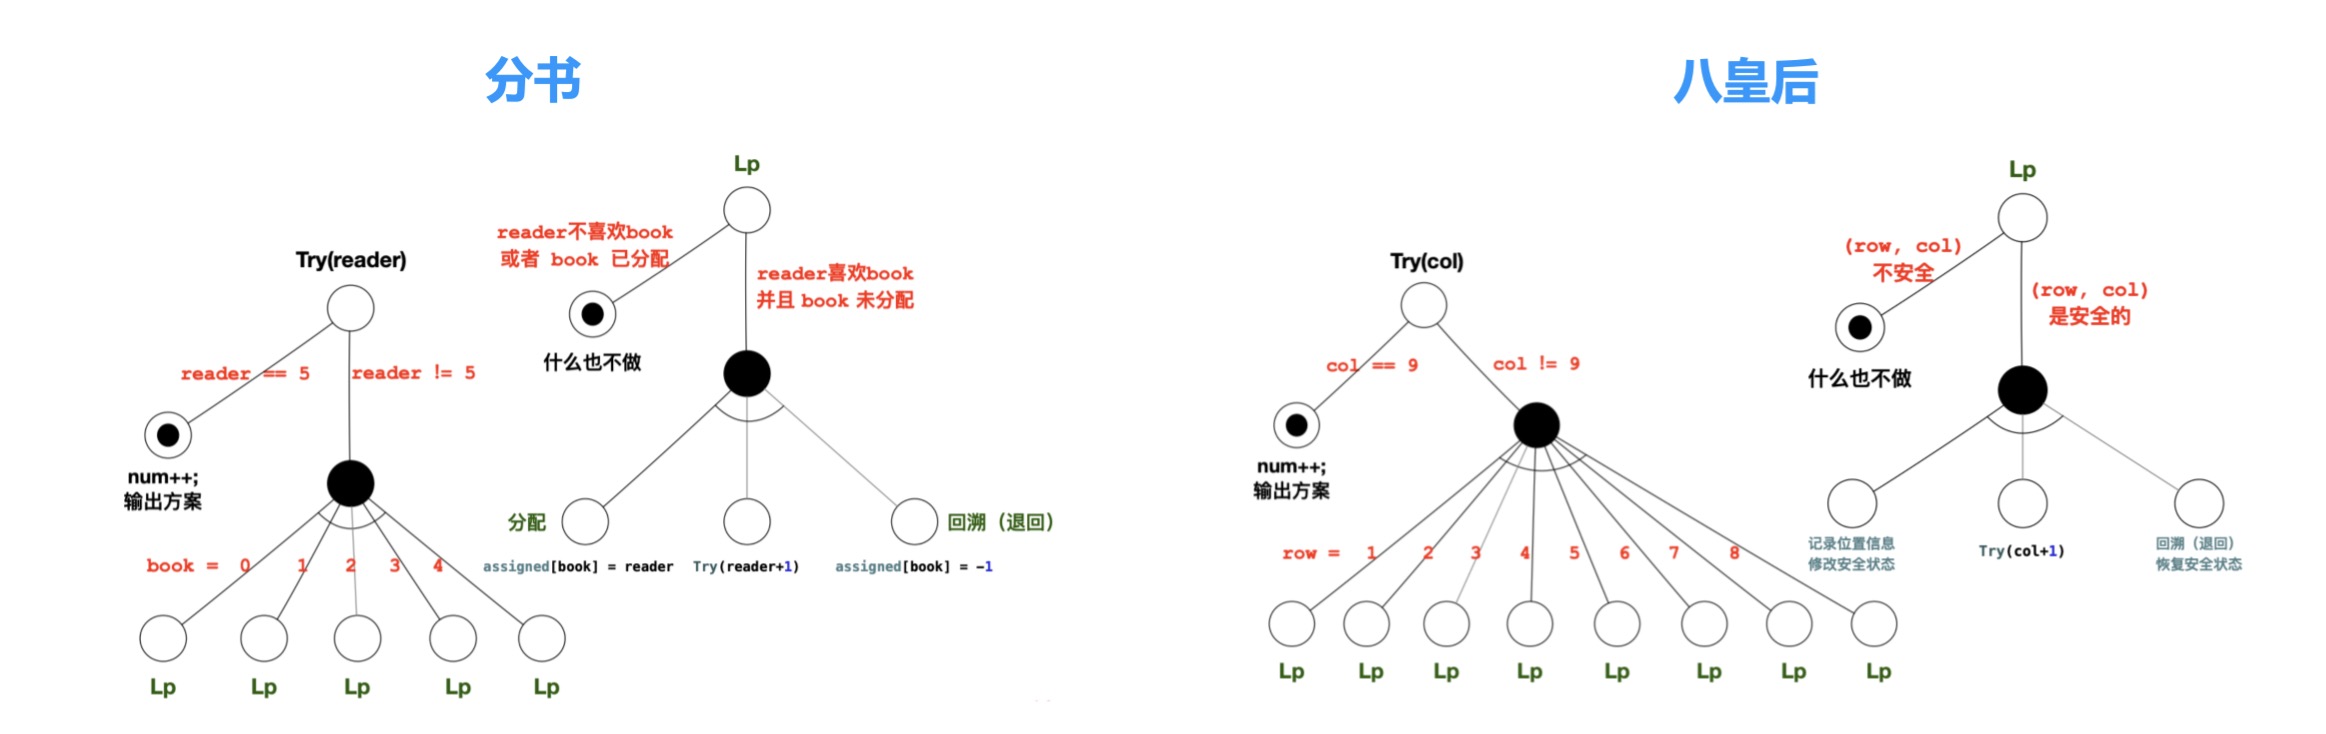 分书
Lp
reader不喜欢book
或者 book 已分配
reader喜欢book
并且 book 未分配
Try(reader)
reader == 5
reader != 5
什么也不做
num++;
输出方案
分配
回溯（退回）
assigned[book] = reader
Try(reader+1)
assigned[book] = -1
book = 0 1 2 3 4
Lp Lp Lp Lp Lp
八皇后
Lp
(row, col)
不安全
(row, col)
是安全的
Try(col)
col == 9
col != 9
什么也不做
num++;
输出方案
row = 1 2 3 4 5 6 7 8
记录位置信息
修改安全状态
Try(col+1)
回溯（退回）
恢复安全状态
Lp Lp Lp Lp Lp Lp Lp Lp